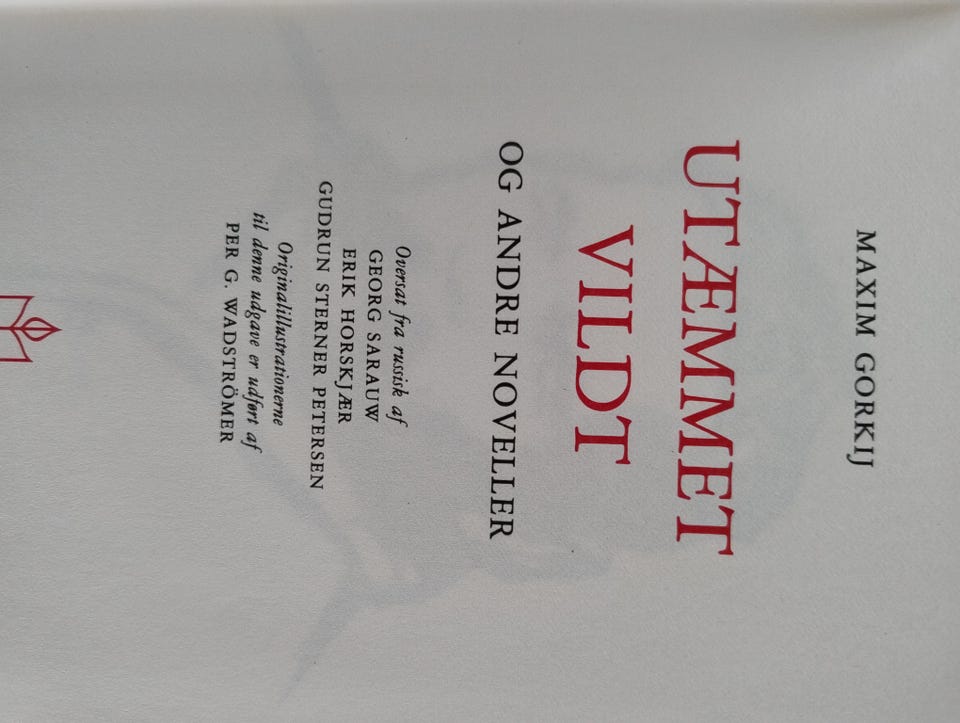 MAXIM GORKIJ
UTÆMMET
VILDT
OG ANDRE NOVELLER
Oversat fra russisk af
GEORG SARAUW
ERIK HORSKJÆR
GUDRUN STERNER PETERSEN
Originalillustrationerne
til denne udgave er udført af
PER G. WADSTRÖMER